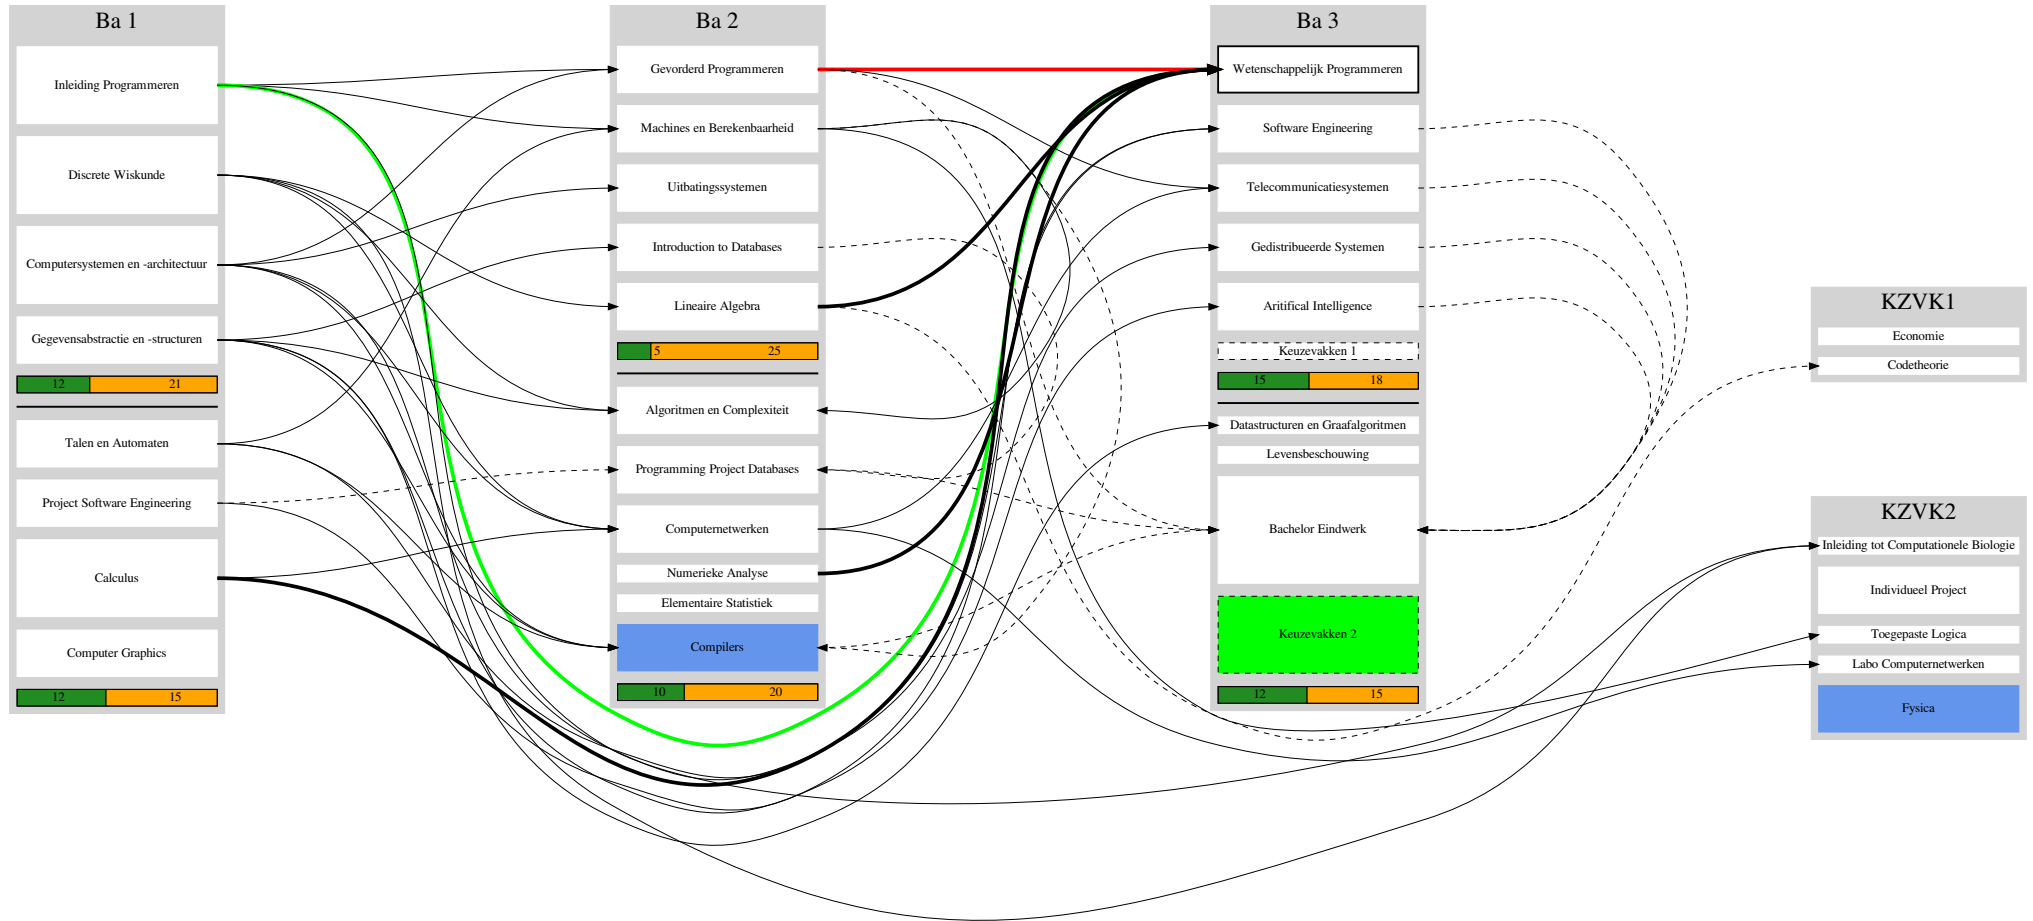 Ba 1
Inleiding Programmeren
Discrete Wiskunde
Computersystemen en -architectuur
Gegevensabstractie en -structuren
12 21
Talen en Automaten
Project Software Engineering
Calculus
Computer Graphics
12 15
Ba 2
Gevorderd Programmeren
Machines en Berekenbaarheid
Uitbatingssystemen
Introduction to Databases
Lineaire Algebra
5 25
Algoritmen en Complexiteit
Programming Project Databases
Computernetwerken
Numerieke Analyse
Elementaire Statistiek
Compilers
10 20
Ba 3
Wetenschappelijk Programmeren
Software Engineering
Telecommunicatiesystemen
Gedistribueerde Systemen
Aritifical Intelligence
Keuzevakken 1
15 18
Datastructuren en Graafalgoritmen
Levensbeschouwing
Bachelor Eindwerk
Keuzevakken 2
12 15
KZVK1
Economie
Codetheorie
KZVK2
Inleiding tot Computationele Biologie
Individueel Project
Toegepaste Logica
Labo Computernetwerken
Fysica